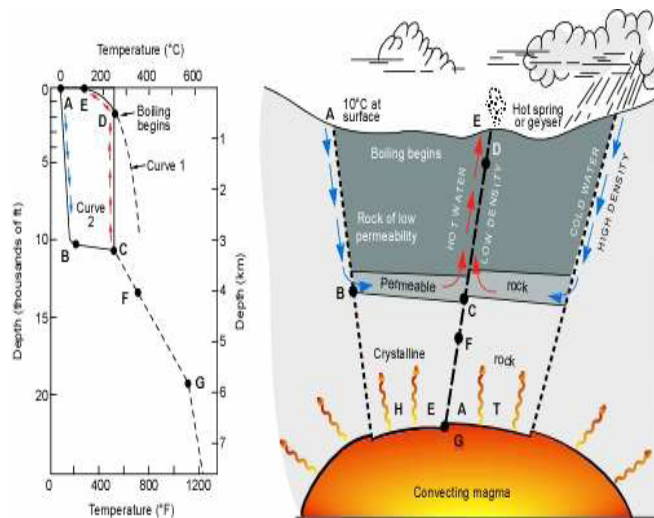 Temperature (°C)
0
200
400
600
0
5
10
15
20
Depth (thousands of ft)
A
E
D
Boiling
begins
Curve 1
Curve
2
B
C
F
G
1
2
3
4
5
6
7
Depth (km)
0
400
800
1200
Temperature (°F)
A
10°C at
surface
E
Hot spring
or geyser
D
Boiling begins
Rock of low
permeability
HOT WATER
LOW DENSITY
COLD WATER
HIGH DENSITY
B
Permeable
rock
C
F
Crystalline
rock
H E A T
G
Convecting magma